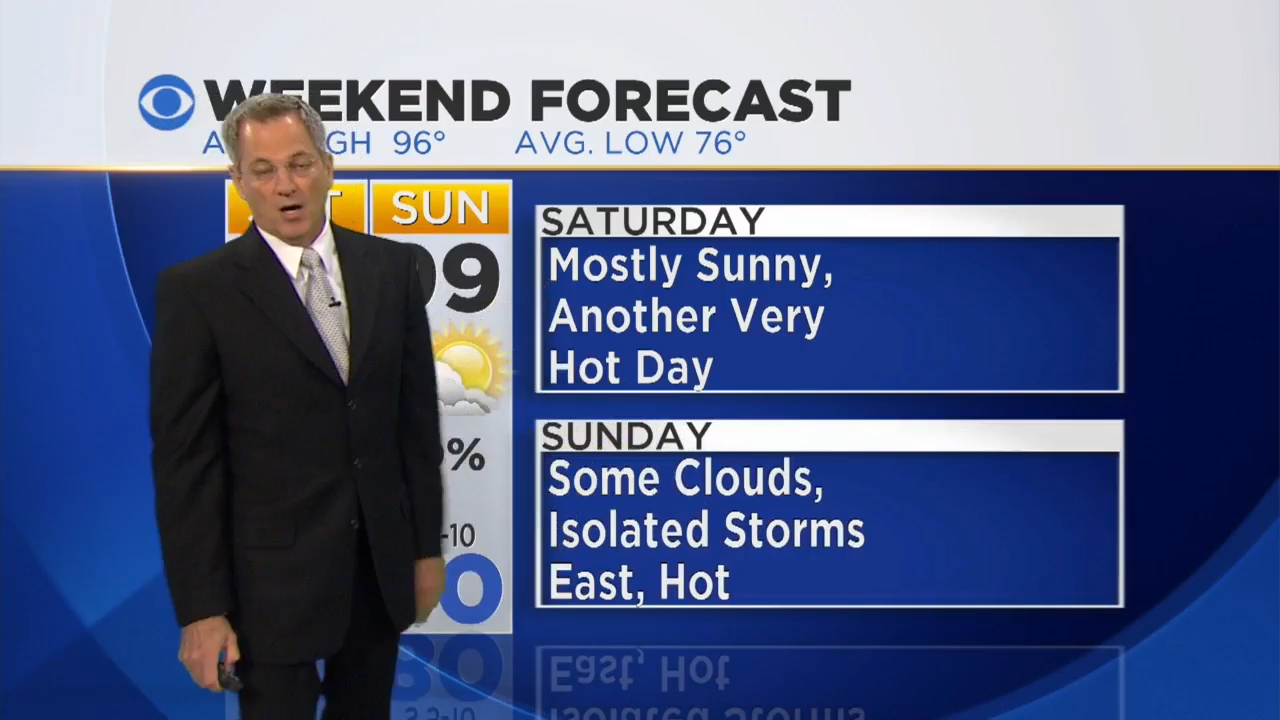 WEEKEND FORECAST
96° AVG. LOW 76°
SUN
SATURDAY
Mostly Sunny,
Another Very
Hot Day
SUNDAY
Some Clouds,
Isolated Storms
East, Hot